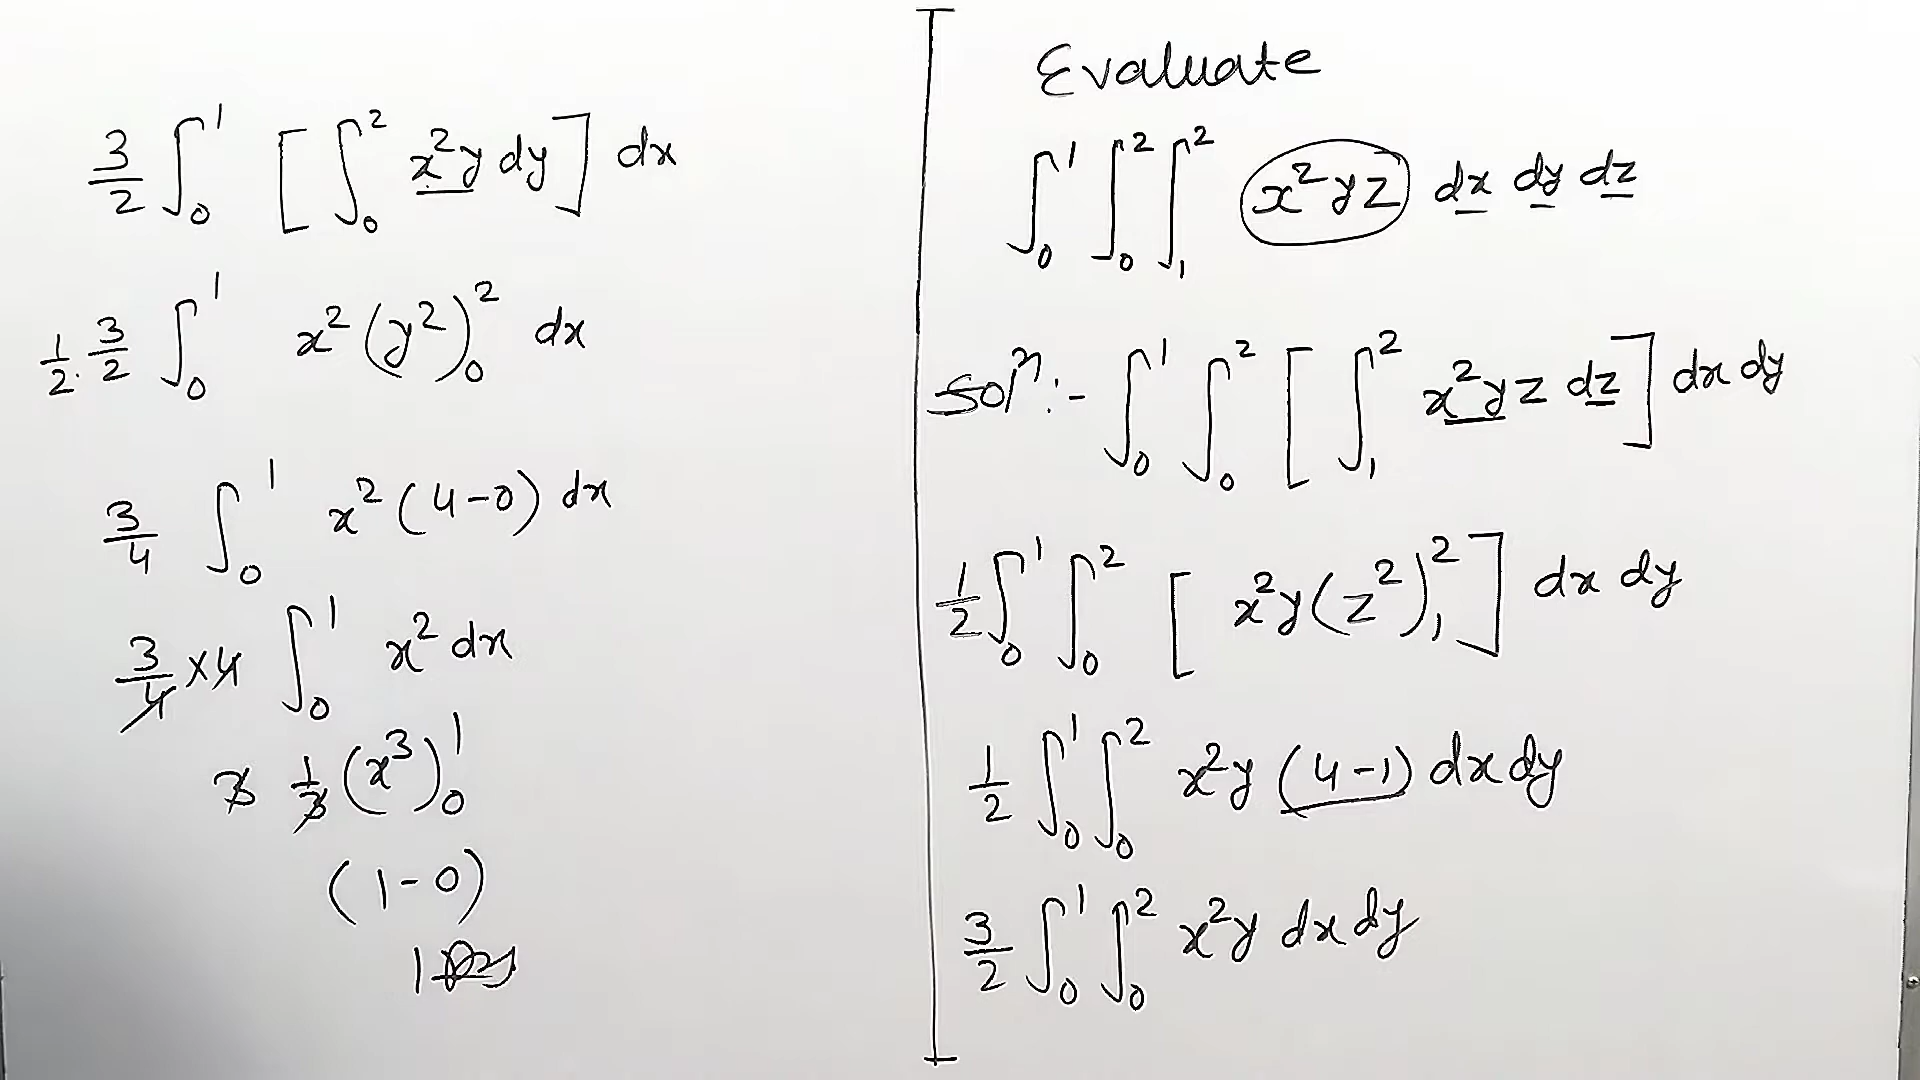 Evaluate
∫₀¹ ∫₀² ∫₁² x²yz dx dy dz
Solⁿ:- ∫₀¹ ∫₀² [∫₁² x²yz dz] dx dy
1/2 ∫₀¹ ∫₀² [x²y(z²)₁²] dx dy
1/2 ∫₀¹ ∫₀² x²y (4-1) dx dy
3/2 ∫₀¹ ∫₀² x²y dx dy
3/2 ∫₀¹ [∫₀² x²y dy] dx
1/2 · 3/2 ∫₀¹ x² (y²)₀² dx
3/4 ∫₀¹ x² (4-0) dx
3/4 × 4 ∫₀¹ x² dx
3 1/3 (x³)₀¹
(1-0)
1